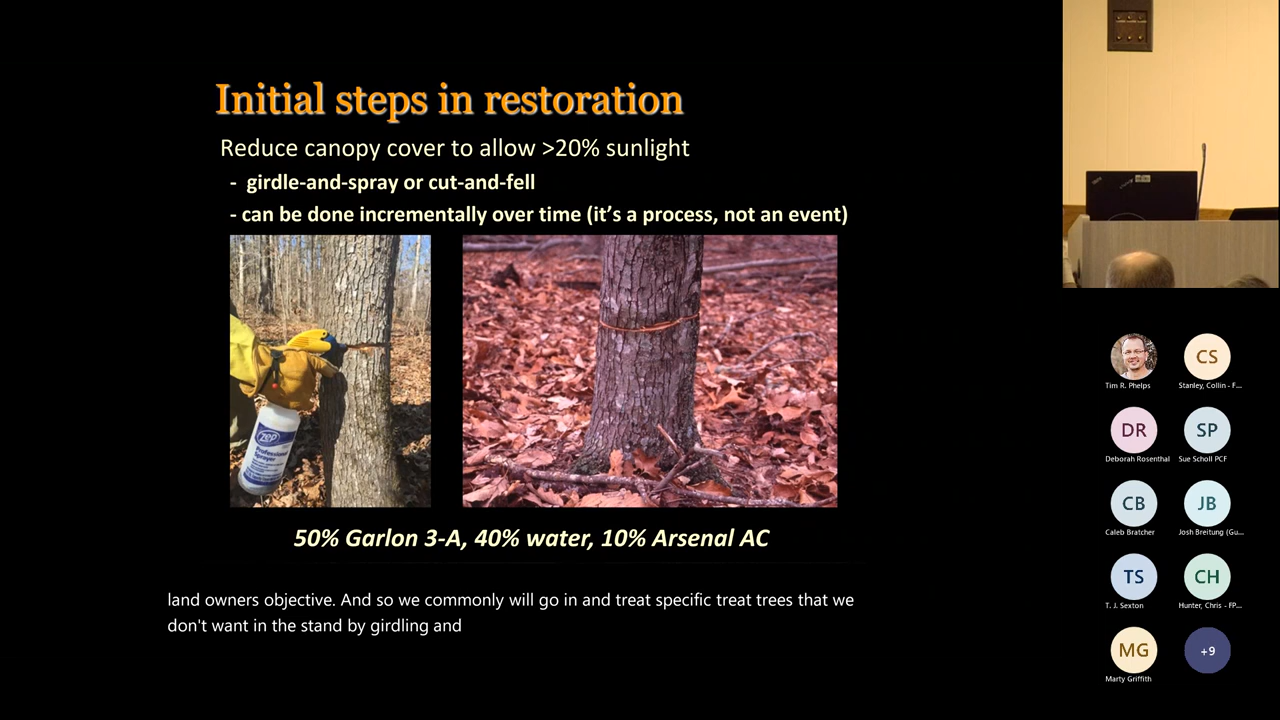 Initial steps in restoration
Reduce canopy cover to allow >20% sunlight
- girdle-and-spray or cut-and-fell
- can be done incrementally over time (it's a process, not an event)
zep
Professional
Sprayer
50% Garlon 3-A, 40% water, 10% Arsenal AC
land owners objective. And so we commonly will go in and treat specific treat trees that we
don't want in the stand by girdling and
Tim R. Phelps
CS
Stanley, Collin - F...
DR
Deborah Rosenthal
SP
Sue Scholl PCF
CB
Caleb Bratcher
JB
Josh Breitung (Gu...
TS
T. J. Sexton
CH
Hunter, Chris - FP...
MG
Marty Griffith
+9